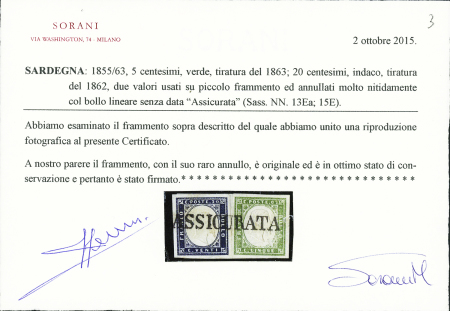 3
SORANI
VIA WASHINGTON, 74 - MILANO
2 ottobre 2015.
SARDEGNA: 1855/63, 5 centesimi, verde, tiratura del 1863; 20 centesimi, indaco, tiratura
del 1862, due valori usati su piccolo frammento ed annullati molto nitidamente
col bollo lineare senza data “Assicurata” (Sass. NN. 13Ea; 15E).
Abbiamo esaminato il frammento sopra descritto del quale abbiamo unito una riproduzione
fotografica al presente Certificato.
A nostro parere il frammento, con il suo raro annullo, è originale ed è in ottimo stato di con-
servazione e pertanto è stato firmato. * * * * * * * * * * * * * * * * * * * * * * * * * * * * *
ASSICURATA